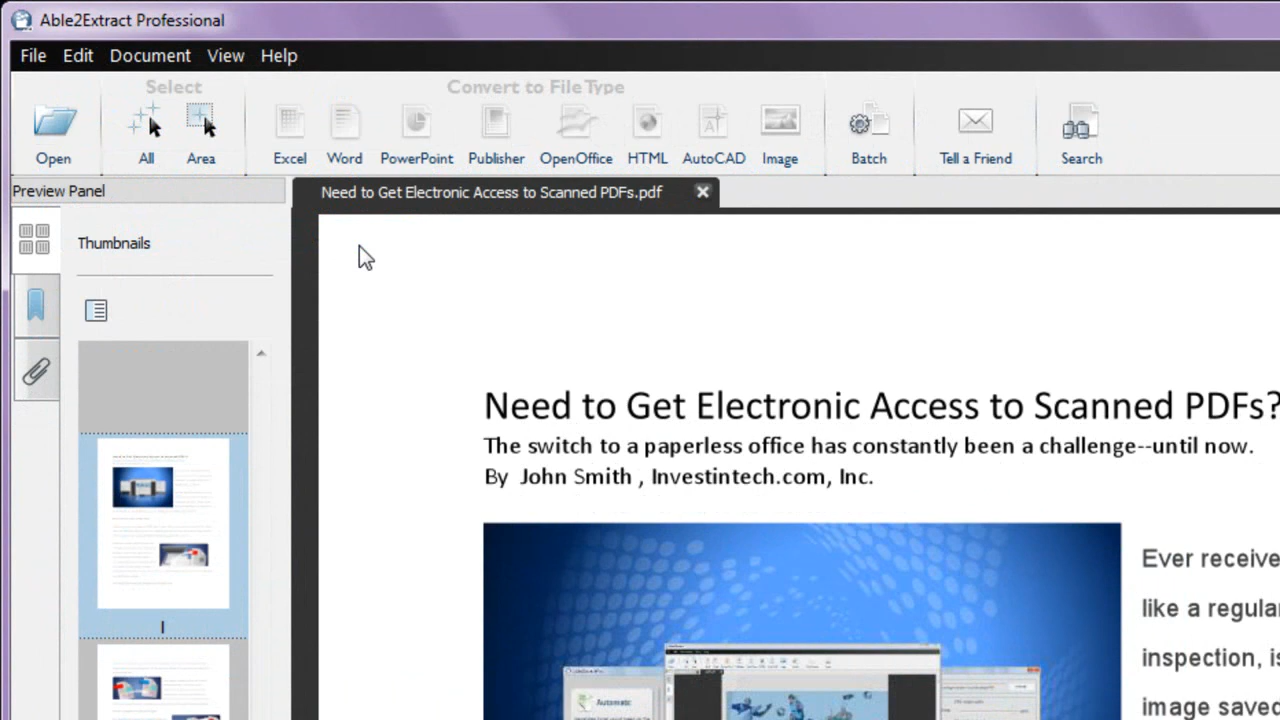 Able2Extract Professional
File Edit Document View Help
Select Convert to File Type
Open All Area Excel Word PowerPoint Publisher OpenOffice HTML AutoCAD Image Batch Tell a Friend Search
Preview Panel
Need to Get Electronic Access to Scanned PDFs.pdf
Thumbnails
Need to Get Electronic Access to Scanned PDFs?
The switch to a paperless office has constantly been a challenge--until now.
By John Smith , Investintech.com, Inc.
Ever receive
like a regula
inspection, is
image saved
Automatic
1